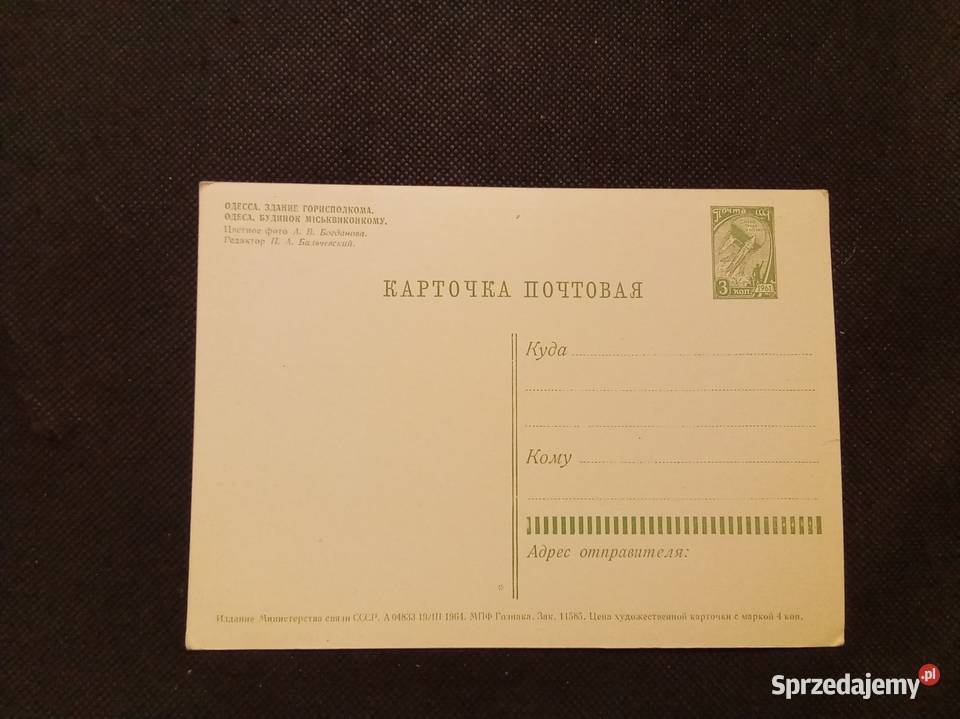 ОДЕССА. ЗДАНИЕ ГОРИСПОЛКОМА.
ОДЕСА. БУДИНОК МІСЬКВИКОНКОМУ.
Цветное фото А. В. Богданова.
Редактор П. А. Бальчевский.
Почта СССР
3 КОП
1961
КАРТОЧКА ПОЧТОВАЯ
Куда
Кому
Адрес отправителя:
Издание Министерства связи СССР. А 04833 19/III 1964. МПФ Гознака. Зак. 11585. Цена художественной карточки с маркой 4 коп.
Sprzedajemy.pl